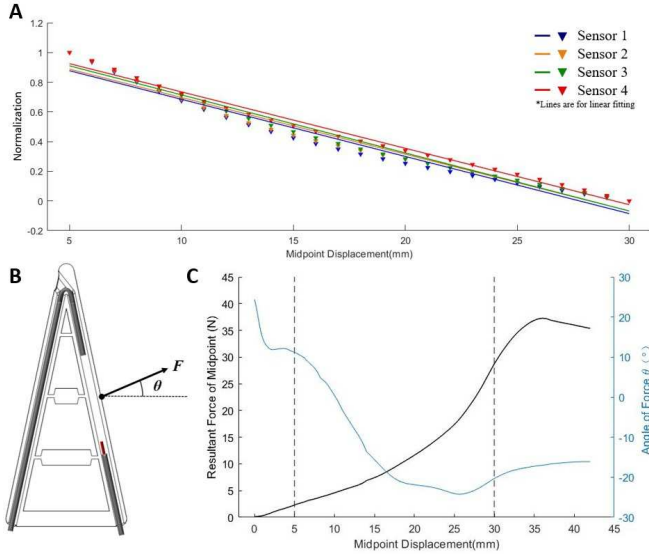 A
1.2
1
0.8
0.6
0.4
0.2
0
-0.2
Normalization
5
10
15
20
25
30
Midpoint Displacement(mm)
Sensor 1
Sensor 2
Sensor 3
Sensor 4
*Lines are for linear fitting
B
F
θ
C
45
40
35
30
25
20
15
10
5
0
Resultant Force of Midpoint (N)
0
5
10
15
20
25
30
35
40
45
Midpoint Displacement(mm)
30
20
10
0
-10
-20
-30
Angle of Force θ (°)